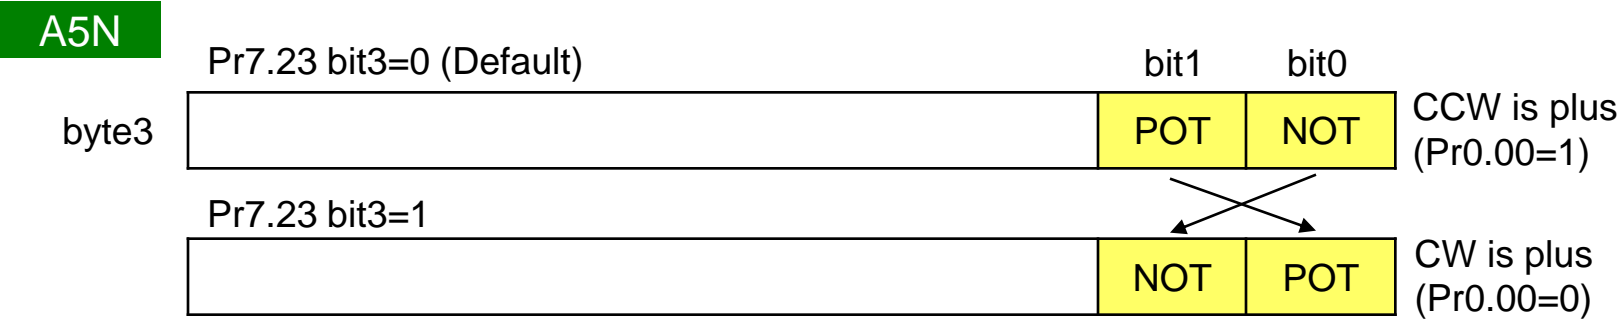 A5N
Pr7.23 bit3=0 (Default)
bit1
bit0
byte3
POT
NOT
CCW is plus
(Pr0.00=1)
Pr7.23 bit3=1
NOT
POT
CW is plus
(Pr0.00=0)